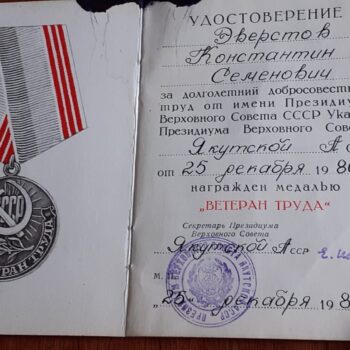 СССР
ВЕТЕРАН ТРУДА
УДОСТОВЕРЕНИЕ
Эверстов
Константин
Семенович
за долголетний добросовестн
труд от имени Президиу
Верховного Совета СССР Ука
Президиума Верховного Сове
Якутской А
от „25" декабря 198
награжден медалью
„ВЕТЕРАН ТРУДА"
Секретарь Президиума
Верховного Совета
Якутской АССР
М.
„25" декабря 198